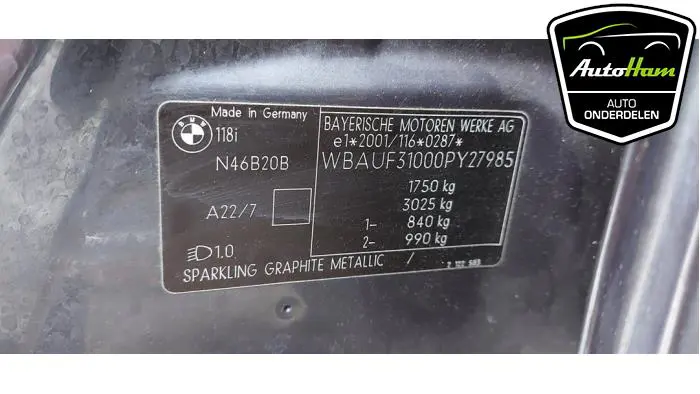 AutoHam
AUTO
ONDERDELEN
BMW
Made in Germany
118i
N46B20B
A22/7
1.0
SPARKLING GRAPHITE METALLIC /
BAYERISCHE MOTOREN WERKE AG
e1*2001/116*0287*
WBAUF31000PY27985
1750 kg
3025 kg
1- 840 kg
2- 990 kg